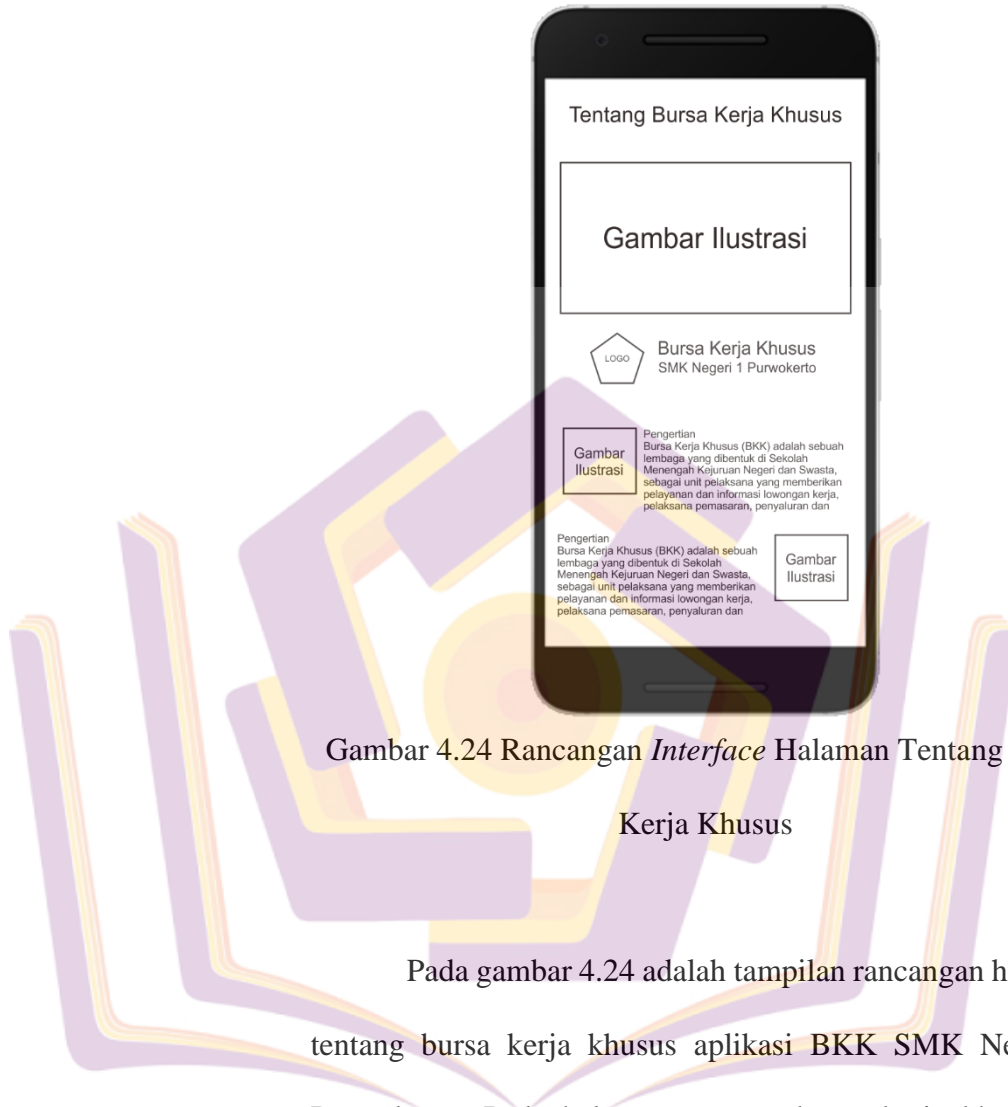 Tentang Bursa Kerja Khusus
Gambar Ilustrasi
LOGO
Bursa Kerja Khusus
SMK Negeri 1 Purwokerto
Gambar
Ilustrasi
Pengertian
Bursa Kerja Khusus (BKK) adalah sebuah
lembaga yang dibentuk di Sekolah
Menengah Kejuruan Negeri dan Swasta,
sebagai unit pelaksana yang memberikan
pelayanan dan informasi lowongan kerja,
pelaksana pemasaran, penyaluran dan
Pengertian
Bursa Kerja Khusus (BKK) adalah sebuah
lembaga yang dibentuk di Sekolah
Menengah Kejuruan Negeri dan Swasta,
sebagai unit pelaksana yang memberikan
pelayanan dan informasi lowongan kerja,
pelaksana pemasaran, penyaluran dan
Gambar
Ilustrasi
Gambar 4.24 Rancangan Interface Halaman Tentang
Kerja Khusus
Pada gambar 4.24 adalah tampilan rancangan h
tentang bursa kerja khusus aplikasi BKK SMK Ne